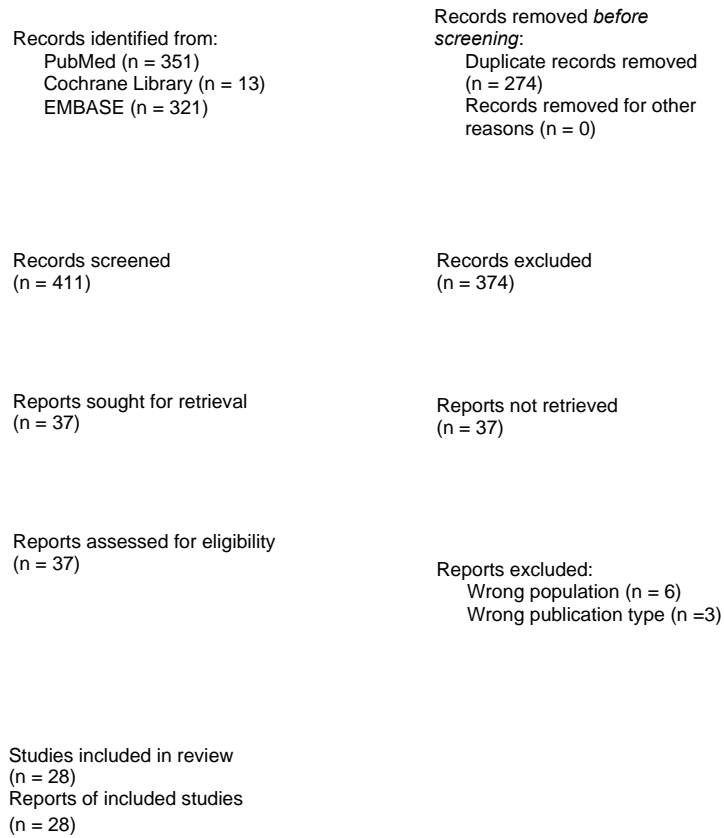 Records identified from:
PubMed (n = 351)
Cochrane Library (n = 13)
EMBASE (n = 321)
Records removed before
screening:
Duplicate records removed
(n = 274)
Records removed for other
reasons (n = 0)
Records screened
(n = 411)
Records excluded
(n = 374)
Reports sought for retrieval
(n = 37)
Reports not retrieved
(n = 37)
Reports assessed for eligibility
(n = 37)
Reports excluded:
Wrong population (n = 6)
Wrong publication type (n =3)
Studies included in review
(n = 28)
Reports of included studies
(n = 28)